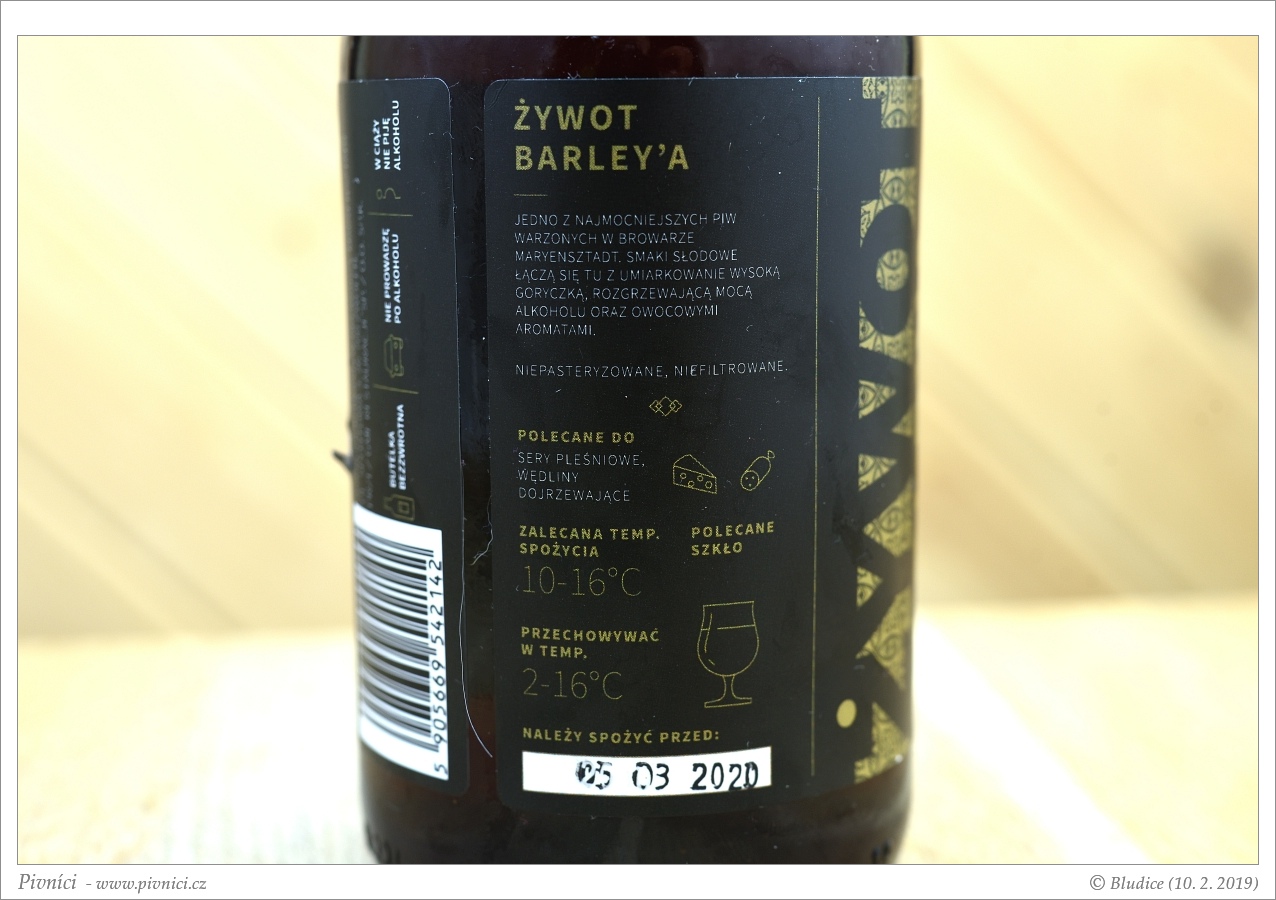 W CIĄŻY
NIE PIJĘ
ALKOHOLU
NIE PROWADZĘ
PO ALKOHOLU
BUTELKA
BEZZWROTNA
5 905669 542142
ŻYWOT
BARLEY’A
JEDNO Z NAJMOCNIEJSZYCH PIW
WARZONYCH W BROWARZE
MARYENSZTADT. SMAKI SŁODOWE
ŁĄCZĄ SIĘ TU Z UMIARKOWANIE WYSOKĄ
GORYCZKĄ, ROZGRZEWAJĄCĄ MOCĄ
ALKOHOLU ORAZ OWOCOWYMI
AROMATAMI.
NIEPASTERYZOWANE, NIEFILTROWANE.
POLECANE DO
SERY PLEŚNIOWE,
WĘDLINY
DOJRZEWAJĄCE
ZALECANA TEMP.
SPOŻYCIA
10-16°C
POLECANE
SZKŁO
PRZECHOWYWAĆ
W TEMP.
2-16°C
NALEŻY SPOŻYĆ PRZED:
05 03 2020
ŻYWOT
Pivníci - www.pivnici.cz
© Bludice (10. 2. 2019)